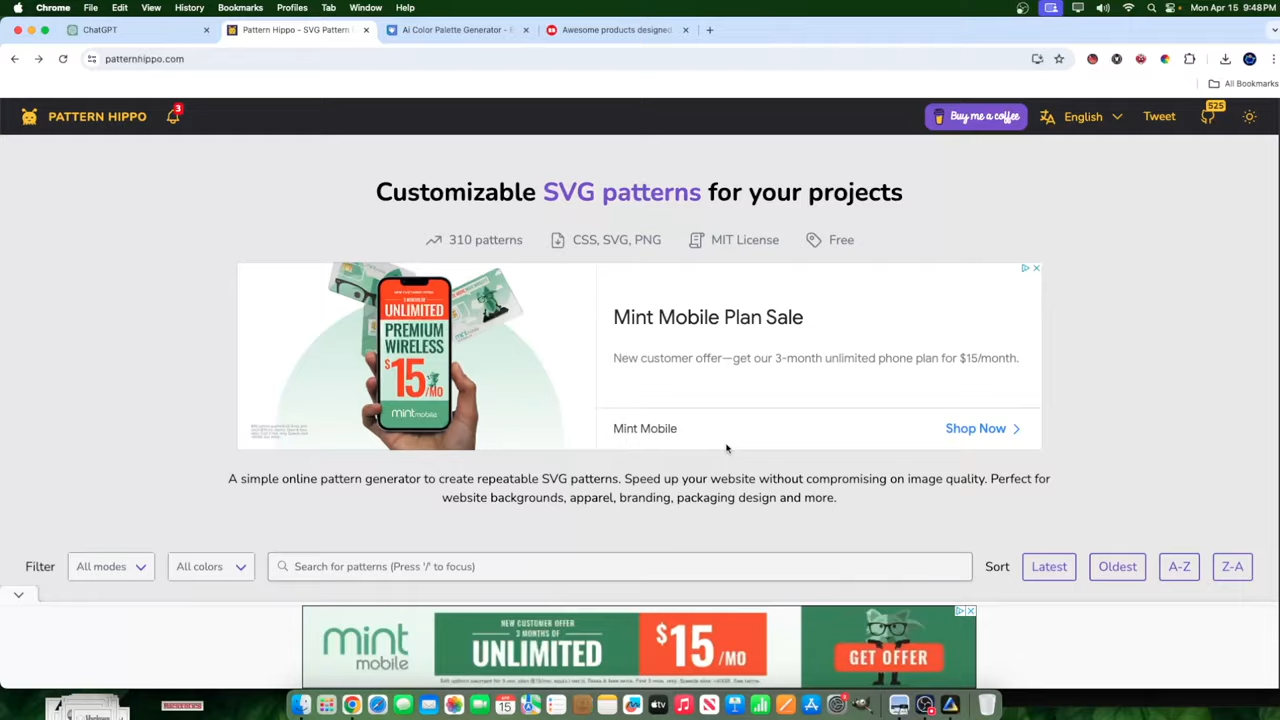 Chrome File Edit View History Bookmarks Profiles Tab Window Help Mon Apr 15 9:48 PM
ChatGPT
Pattern Hippo - SVG Pattern
Ai Color Palette Generator - E
Awesome products designed
patternhippo.com
All Bookmarks
PATTERN HIPPO 3
Buy me a coffee
English Tweet 525
Customizable SVG patterns for your projects
310 patterns CSS, SVG, PNG MIT License Free
UNLIMITED
PREMIUM
WIRELESS
$15/MO
mint mobile
Mint Mobile Plan Sale
New customer offer—get our 3-month unlimited phone plan for $15/month.
Mint Mobile Shop Now
A simple online pattern generator to create repeatable SVG patterns. Speed up your website without compromising on image quality. Perfect for
website backgrounds, apparel, branding, packaging design and more.
Filter All modes All colors Search for patterns (Press '/' to focus) Sort Latest Oldest A-Z Z-A
mint
mobile
NEW CUSTOMER OFFER
3 MONTHS OF
UNLIMITED
$15/MO
GET OFFER